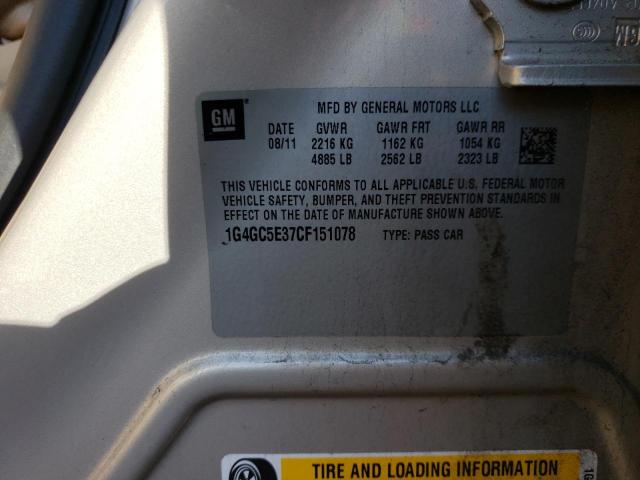 GM
MFD BY GENERAL MOTORS LLC
DATE GVWR GAWR FRT GAWR RR
08/11 2216 KG 1162 KG 1054 KG
4885 LB 2562 LB 2323 LB
THIS VEHICLE CONFORMS TO ALL APPLICABLE U.S. FEDERAL MOTOR
VEHICLE SAFETY, BUMPER, AND THEFT PREVENTION STANDARDS IN
EFFECT ON THE DATE OF MANUFACTURE SHOWN ABOVE.
1G4GC5E37CF151078 TYPE: PASS CAR
TIRE AND LOADING INFORMATION